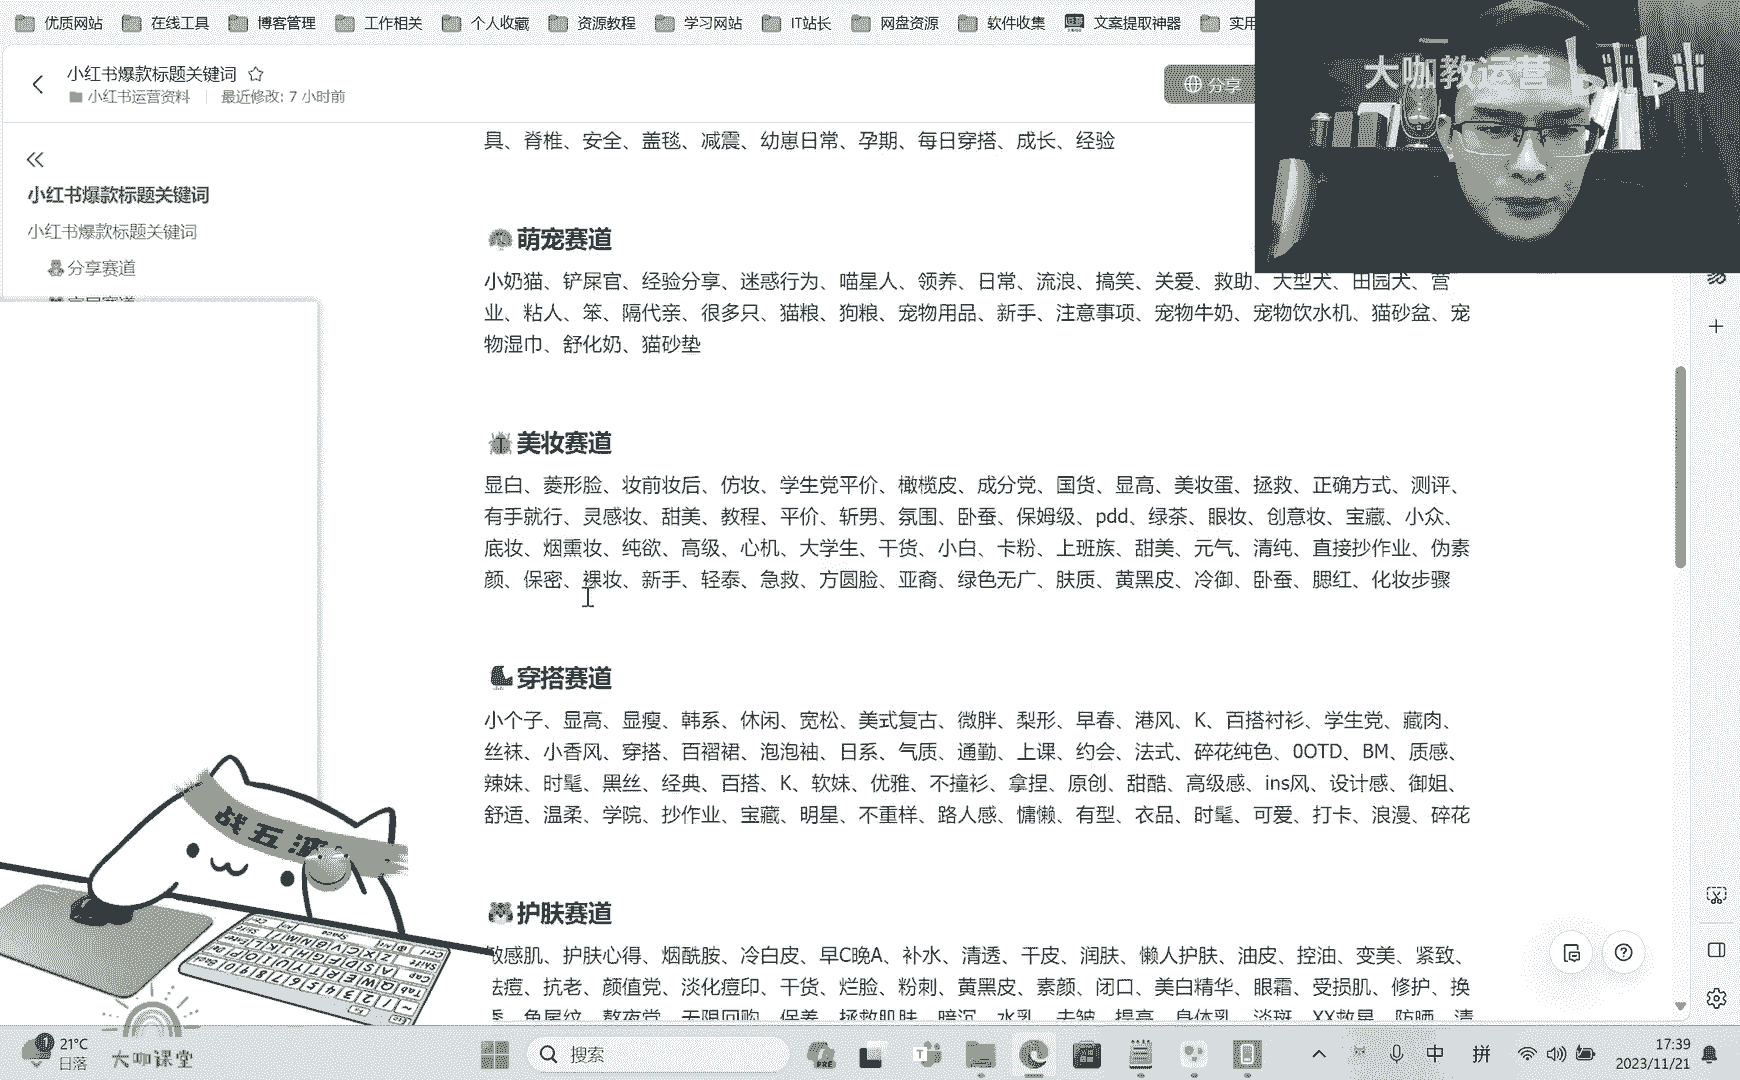 优质网站 在线工具 博客管理 工作相关 个人收藏 资源教程 学习网站 IT站长 网盘资源 软件收集 文案提取神器 实用
大咖教运营 bilibili
小红书爆款标题关键词
小红书运营资料 最近修改: 7 小时前
分享
小红书爆款标题关键词
小红书爆款标题关键词
分享赛道
具、脊椎、安全、盖毯、减震、幼崽日常、孕期、每日穿搭、成长、经验
萌宠赛道
小奶猫、铲屎官、经验分享、迷惑行为、喵星人、领养、日常、流浪、搞笑、关爱、救助、大型犬、田园犬、营
业、粘人、笨、隔代亲、很多只、猫粮、狗粮、宠物用品、新手、注意事项、宠物牛奶、宠物饮水机、猫砂盆、宠
物湿巾、舒化奶、猫砂垫
美妆赛道
显白、菱形脸、妆前妆后、仿妆、学生党平价、橄榄皮、成分党、国货、显高、美妆蛋、拯救、正确方式、测评、
有手就行、灵感妆、甜美、教程、平价、斩男、氛围、卧蚕、保姆级、pdd、绿茶、眼妆、创意妆、宝藏、小众、
底妆、烟熏妆、纯欲、高级、心机、大学生、干货、小白、卡粉、上班族、甜美、元气、清纯、直接抄作业、伪素
颜、保密、裸妆、新手、轻泰、急救、方圆脸、亚裔、绿色无广、肤质、黄黑皮、冷御、卧蚕、腮红、化妆步骤
穿搭赛道
小个子、显高、显瘦、韩系、休闲、宽松、美式复古、微胖、梨形、早春、港风、K、百搭衬衫、学生党、藏肉、
丝袜、小香风、穿搭、百褶裙、泡泡袖、日系、气质、通勤、上课、约会、法式、碎花纯色、0OTD、BM、质感、
辣妹、时髦、黑丝、经典、百搭、K、软妹、优雅、不撞衫、拿捏、原创、甜酷、高级感、ins风、设计感、御姐、
舒适、温柔、学院、抄作业、宝藏、明星、不重样、路人感、慵懒、有型、衣品、时髦、可爱、打卡、浪漫、碎花
护肤赛道
敏感肌、护肤心得、烟酰胺、冷白皮、早C晚A、补水、清透、干皮、润肤、懒人护肤、油皮、控油、变美、紧致、
祛痘、抗老、颜值党、淡化痘印、干货、烂脸、粉刺、黄黑皮、素颜、闭口、美白精华、眼霜、受损肌、修护、换
战五渣
大咖课堂
21°C
日落
搜索
中 拼
17:39
2023/11/21